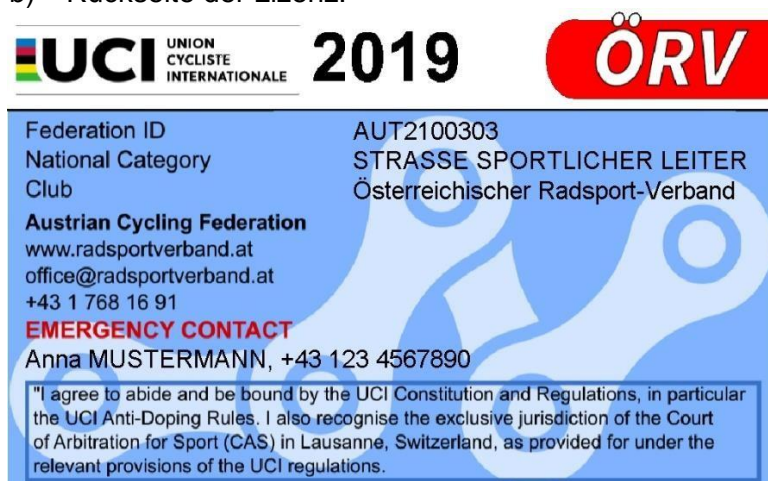 b) Rückseite der Lizenz:
UCI UNION
CYCLISTE
INTERNATIONALE 2019 ÖRV
Federation ID AUT2100303
National Category STRASSE SPORTLICHER LEITER
Club Österreichischer Radsport-Verband
Austrian Cycling Federation
www.radsportverband.at
office@radsportverband.at
+43 1 768 16 91
EMERGENCY CONTACT
Anna MUSTERMANN, +43 123 4567890
"I agree to abide and be bound by the UCI Constitution and Regulations, in particular
the UCI Anti-Doping Rules. I also recognise the exclusive jurisdiction of the Court
of Arbitration for Sport (CAS) in Lausanne, Switzerland, as provided for under the
relevant provisions of the UCI regulations.